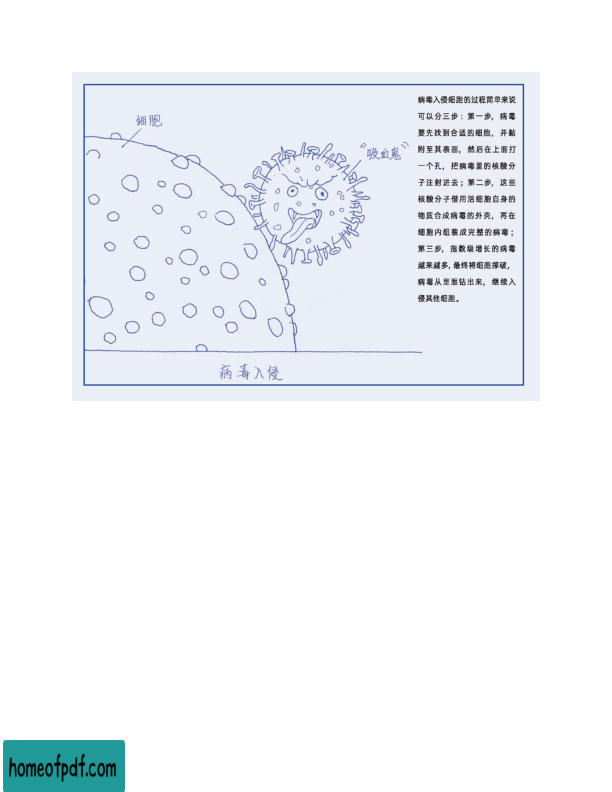 细胞
"吸血鬼"
病毒入侵
病毒入侵细胞的过程简单来说
可以分三步：第一步，病毒
要先找到合适的细胞，并黏
附至其表面，然后在上面打
一个孔，把病毒里的核酸分
子注射进去；第二步，这些
核酸分子借用活细胞自身的
物质合成病毒的外壳，再在
细胞内组装成完整的病毒；
第三步，指数级增长的病毒
越来越多，最终将细胞撑破，
病毒从里面钻出来，继续入
侵其他细胞。
homeofpdf.com